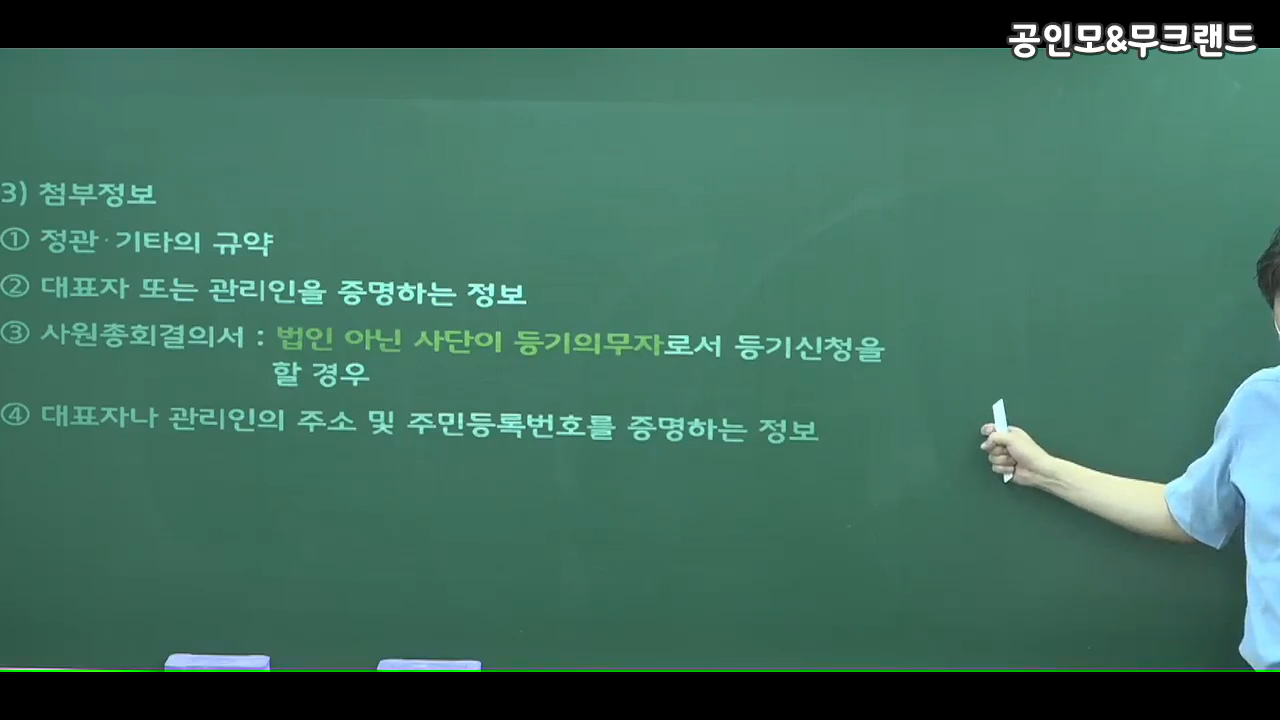 공인모&무크랜드
3) 첨부정보
① 정관·기타의 규약
② 대표자 또는 관리인을 증명하는 정보
③ 사원총회결의서 : 법인 아닌 사단이 등기의무자로서 등기신청을
할 경우
④ 대표자나 관리인의 주소 및 주민등록번호를 증명하는 정보